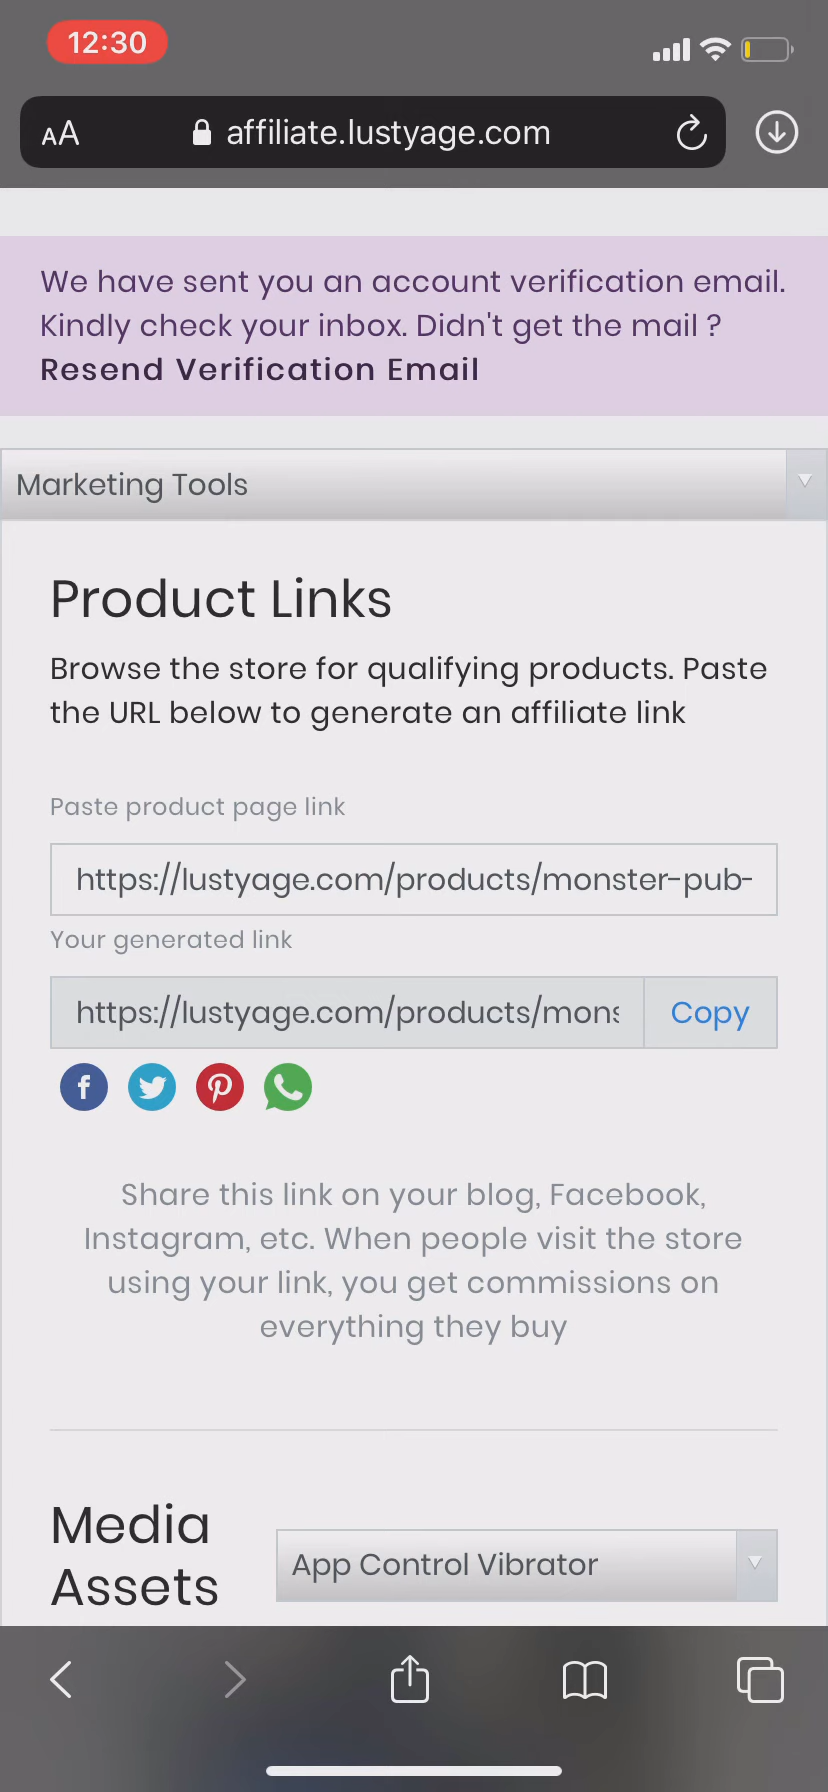 12:30
AA affiliate.lustyage.com
We have sent you an account verification email.
Kindly check your inbox. Didn't get the mail ?
Resend Verification Email
Marketing Tools
Product Links
Browse the store for qualifying products. Paste
the URL below to generate an affiliate link
Paste product page link
https://lustyage.com/products/monster-pub-
Your generated link
https://lustyage.com/products/mons
Copy
Share this link on your blog, Facebook,
Instagram, etc. When people visit the store
using your link, you get commissions on
everything they buy
Media
Assets
App Control Vibrator